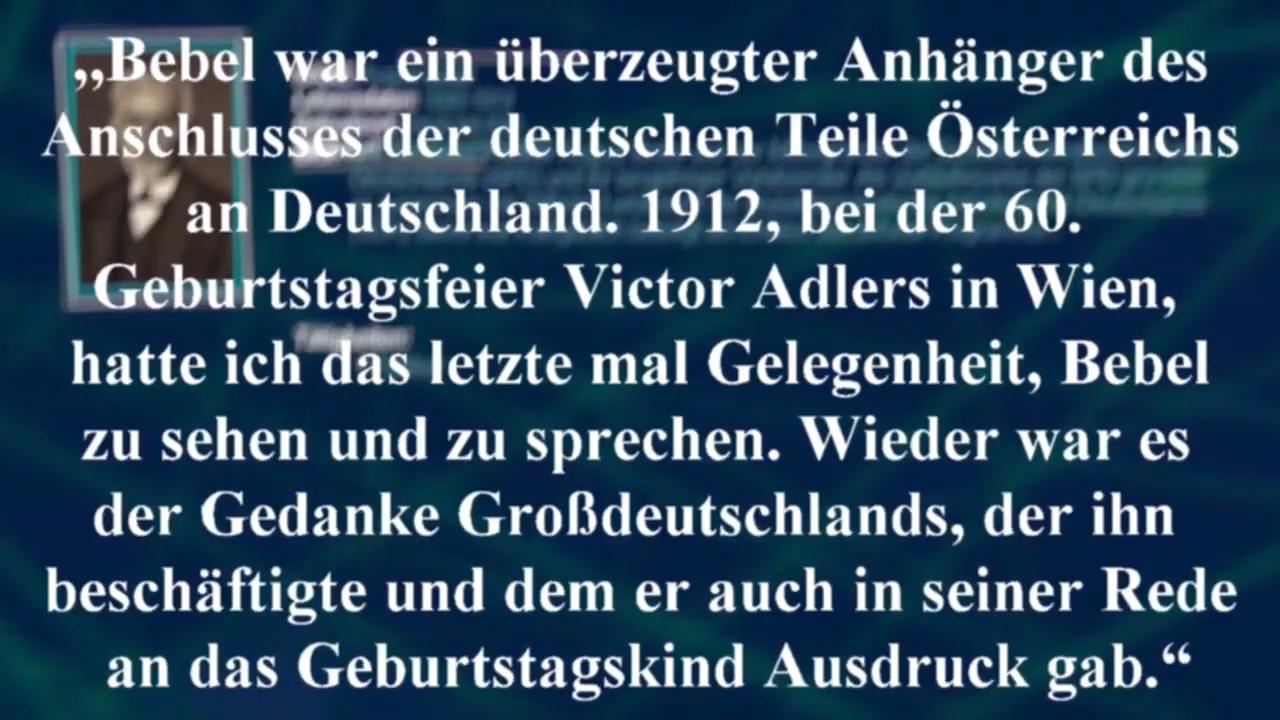 „Bebel war ein überzeugter Anhänger des
Anschlusses der deutschen Teile Österreichs
an Deutschland. 1912, bei der 60.
Geburtstagsfeier Victor Adlers in Wien,
hatte ich das letzte mal Gelegenheit, Bebel
zu sehen und zu sprechen. Wieder war es
der Gedanke Großdeutschlands, der ihn
beschäftigte und dem er auch in seiner Rede
an das Geburtstagskind Ausdruck gab.“